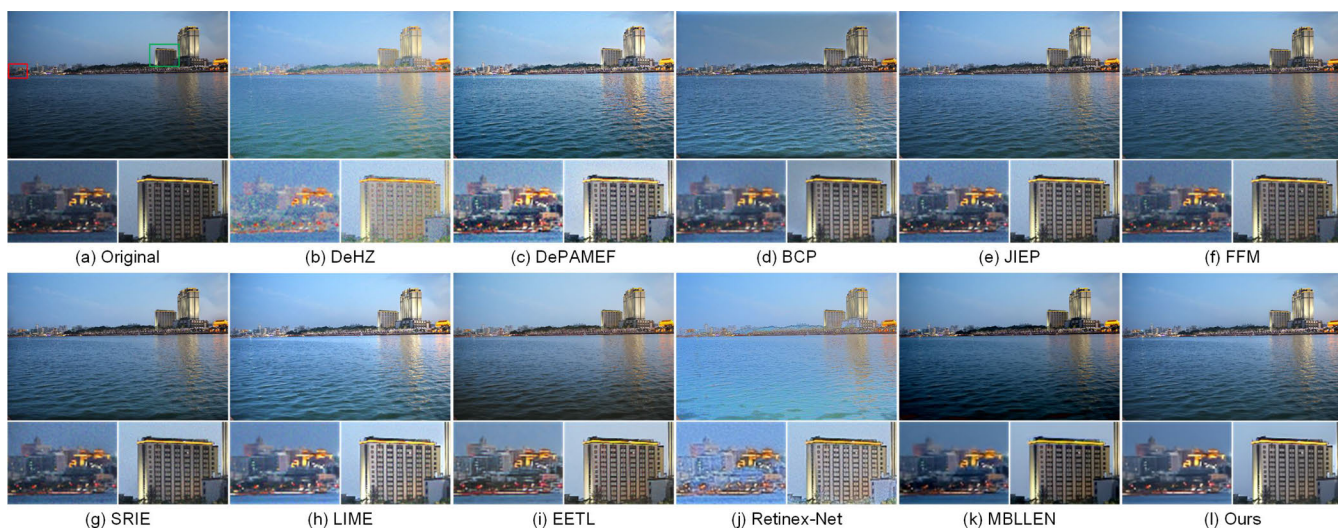 (a) Original (b) DeHZ (c) DePAMEF (d) BCP (e) JIEP (f) FFM
(g) SRIE (h) LIME (i) EETL (j) Retinex-Net (k) MBLLEN (l) Ours